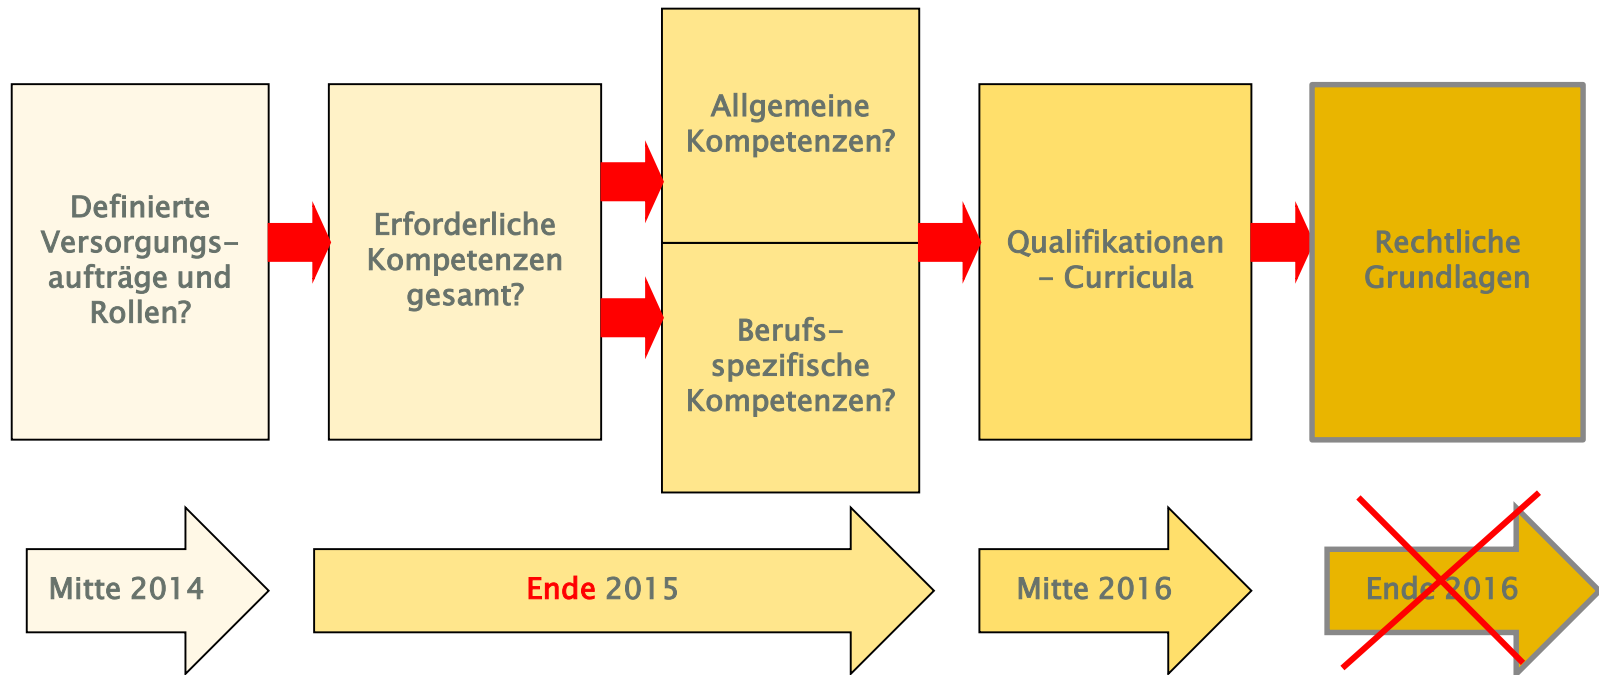 Definierte
Versorgungs-
aufträge und
Rollen?
Erforderliche
Kompetenzen
gesamt?
Allgemeine
Kompetenzen?
Berufs-
spezifische
Kompetenzen?
Qualifikationen
- Curricula
Rechtliche
Grundlagen
Mitte 2014
Ende 2015
Mitte 2016
Ende 2016